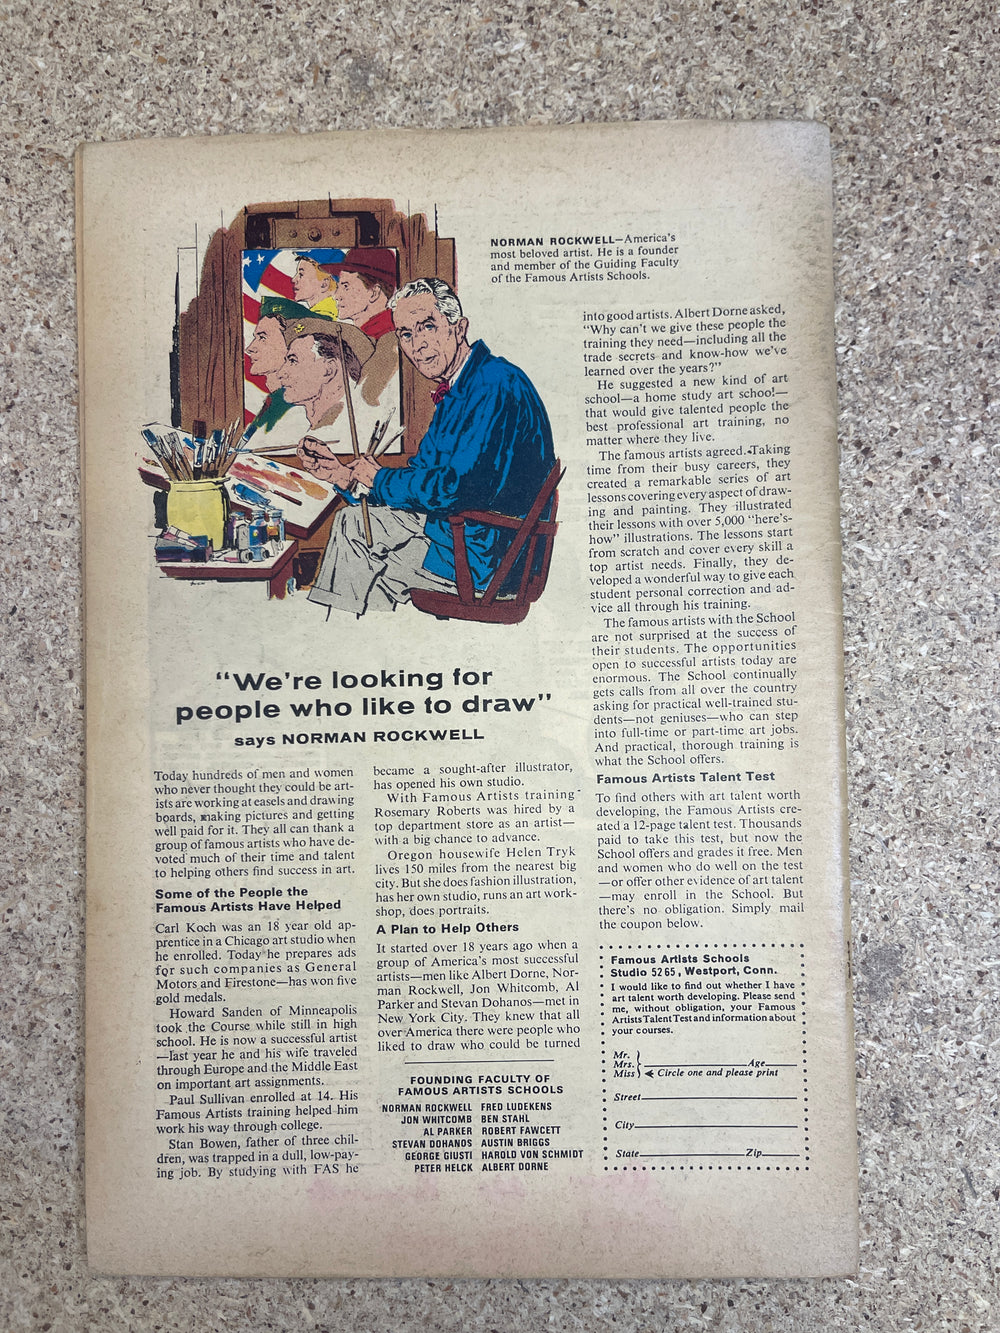 NORMAN ROCKWELL—America's
most beloved artist. He is a founder
and member of the Guiding Faculty
of the Famous Artists Schools.
"We're looking for
people who like to draw"
says NORMAN ROCKWELL
Today hundreds of men and women
who never thought they could be art-
ists are working at easels and drawing
boards, making pictures and getting
well paid for it. They all can thank a
group of famous artists who have de-
voted much of their time and talent
to helping others find success in art.
Some of the People the
Famous Artists Have Helped
Carl Koch was an 18 year old ap-
prentice in a Chicago art studio when
he enrolled. Today he prepares ads
for such companies as General
Motors and Firestone—has won five
gold medals.
Howard Sanden of Minneapolis
took the Course while still in high
school. He is now a successful artist
—last year he and his wife traveled
through Europe and the Middle East
on important art assignments.
Paul Sullivan enrolled at 14. His
Famous Artists training helped him
work his way through college.
Stan Bowen, father of three chil-
dren, was trapped in a dull, low-pay-
ing job. By studying with FAS he
became a sought-after illustrator,
has opened his own studio.
With Famous Artists training
Rosemary Roberts was hired by a
top department store as an artist—
with a big chance to advance.
Oregon housewife Helen Tryk
lives 150 miles from the nearest big
city. But she does fashion illustration,
has her own studio, runs an art work-
shop, does portraits.
A Plan to Help Others
It started over 18 years ago when a
group of America's most successful
artists—men like Albert Dorne, Nor-
man Rockwell, Jon Whitcomb, Al
Parker and Stevan Dohanos—met in
New York City. They knew that all
over America there were people who
liked to draw who could be turned
FOUNDING FACULTY OF
FAMOUS ARTISTS SCHOOLS
NORMAN ROCKWELL FRED LUDEKENS
JON WHITCOMB BEN STAHL
AL PARKER ROBERT FAWCETT
STEVAN DOHANOS AUSTIN BRIGGS
GEORGE GIUSTI HAROLD VON SCHMIDT
PETER HELCK ALBERT DORNE
into good artists. Albert Dorne asked,
"Why can't we give these people the
training they need—including all the
trade secrets and know-how we've
learned over the years?"
He suggested a new kind of art
school—a home study art school—
that would give talented people the
best professional art training, no
matter where they live.
The famous artists agreed. Taking
time from their busy careers, they
created a remarkable series of art
lessons covering every aspect of draw-
ing and painting. They illustrated
their lessons with over 5,000 "here's-
how" illustrations. The lessons start
from scratch and cover every skill a
top artist needs. Finally, they de-
veloped a wonderful way to give each
student personal correction and ad-
vice all through his training.
The famous artists with the School
are not surprised at the success of
their students. The opportunities
open to successful artists today are
enormous. The School continually
gets calls from all over the country
asking for practical well-trained stu-
dents—not geniuses—who can step
into full-time or part-time art jobs.
And practical, thorough training is
what the School offers.
Famous Artists Talent Test
To find others with art talent worth
developing, the Famous Artists cre-
ated a 12-page talent test. Thousands
paid to take this test, but now the
School offers and grades it free. Men
and women who do well on the test
—or offer other evidence of art talent
—may enroll in the School. But
there's no obligation. Simply mail
the coupon below.
Famous Artists Schools
Studio 5265, Westport, Conn.
I would like to find out whether I have
art talent worth developing. Please send
me, without obligation, your Famous
Artists Talent Test and information about
your courses.
Mr.
Mrs. Age
Miss Circle one and please print
Street
City
State Zip